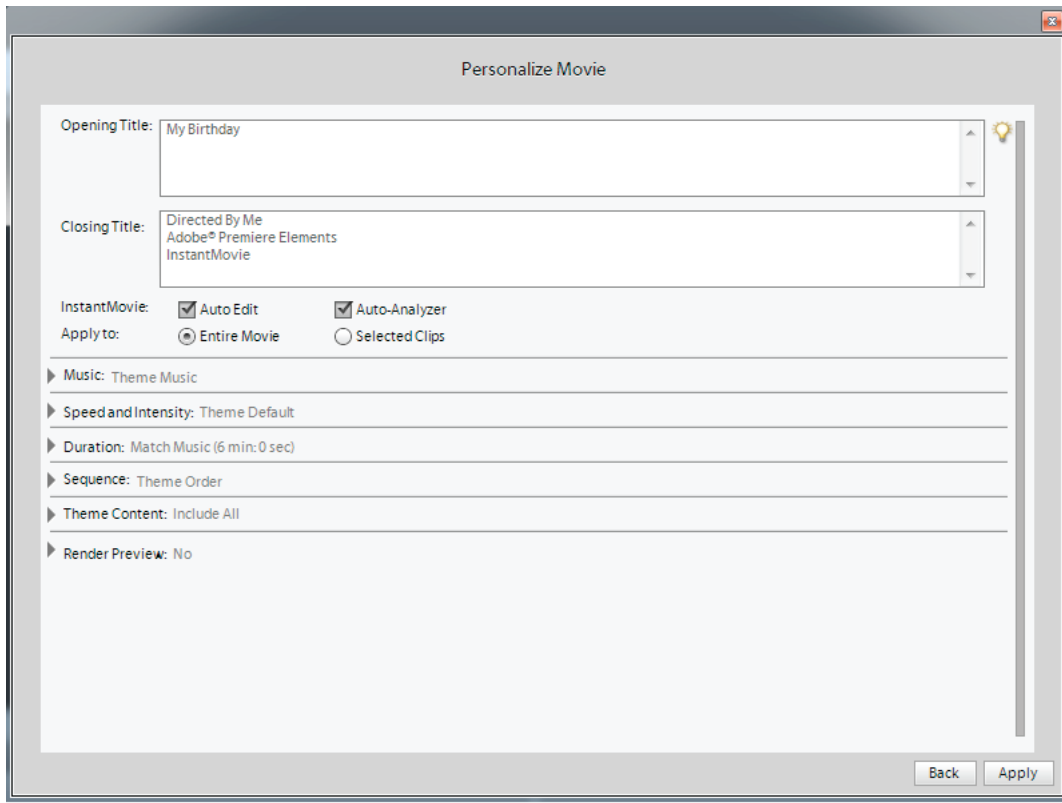 Personalize Movie
Opening Title: My Birthday
Closing Title: Directed By Me
Adobe® Premiere Elements
InstantMovie
InstantMovie: Auto Edit Auto-Analyzer
Apply to: Entire Movie Selected Clips
Music: Theme Music
Speed and Intensity: Theme Default
Duration: Match Music (6 min: 0 sec)
Sequence: Theme Order
Theme Content: Include All
Render Preview: No
Back Apply